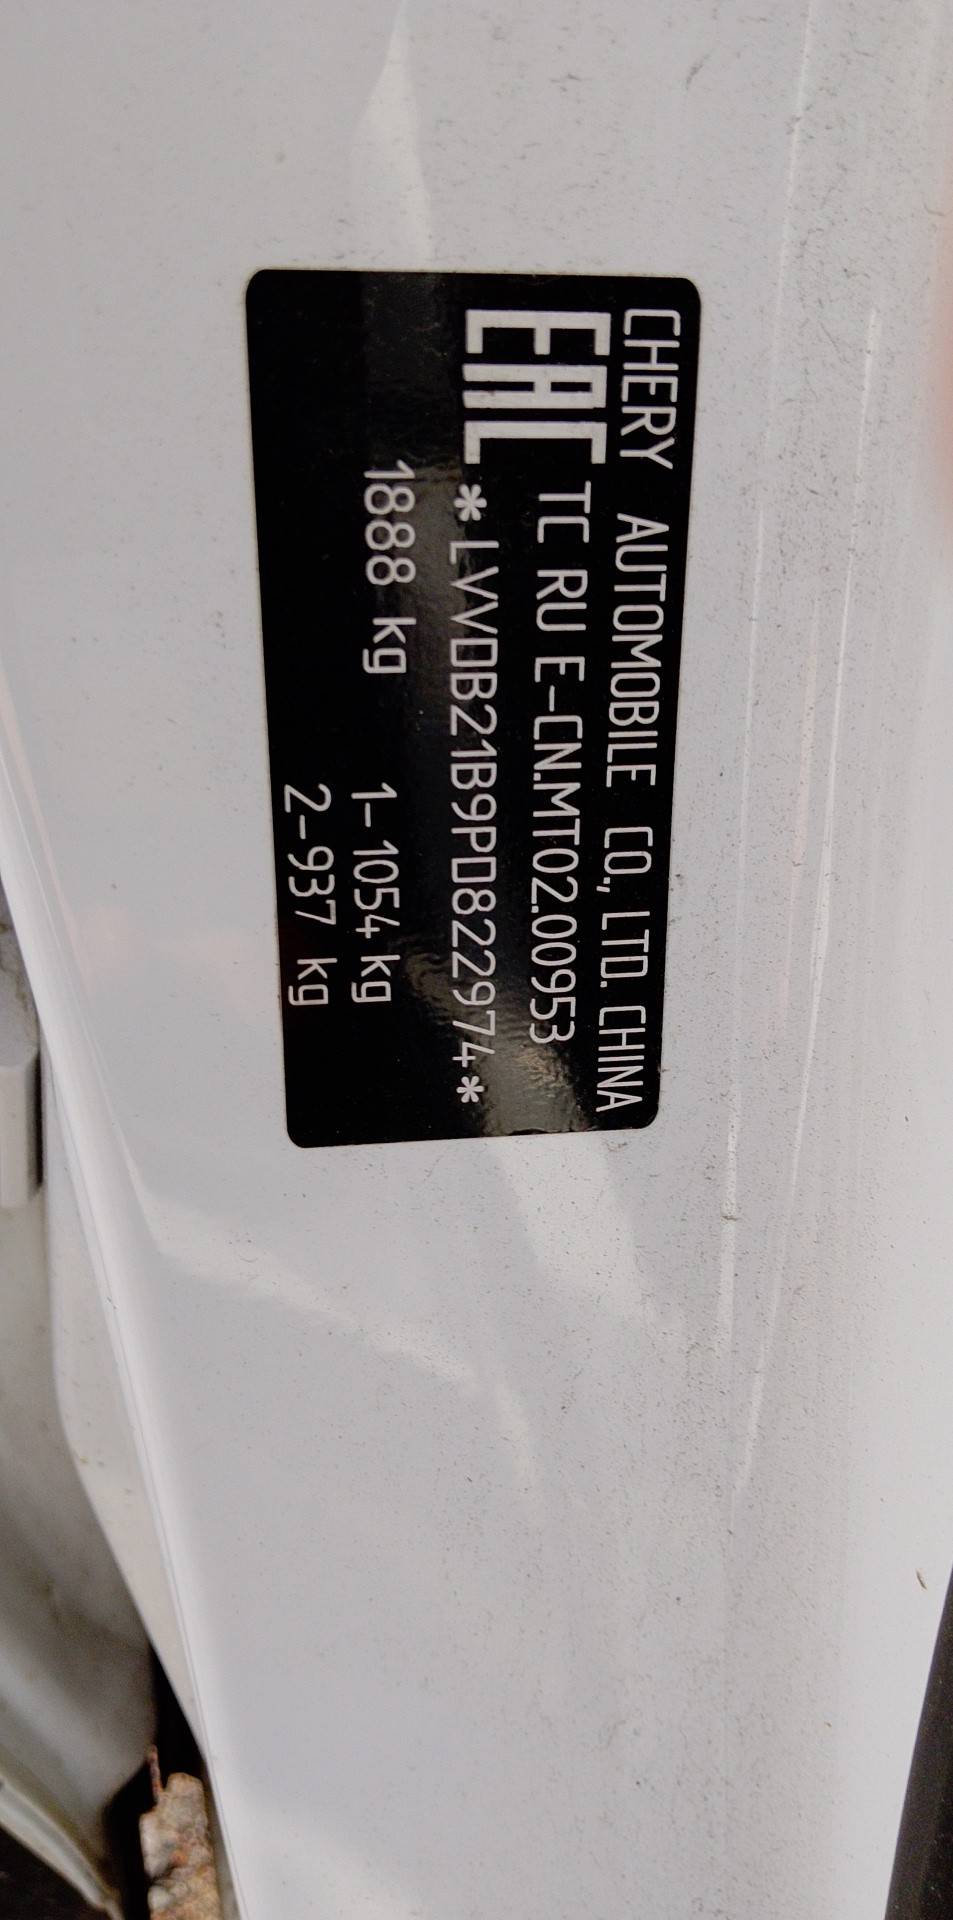 CHERY AUTOMOBILE CO., LTD. CHINA
EAC TC RU E-CN.MT02.00953
*LVVDB21B9PD822974*
1888 kg 1-1054 kg
2-937 kg